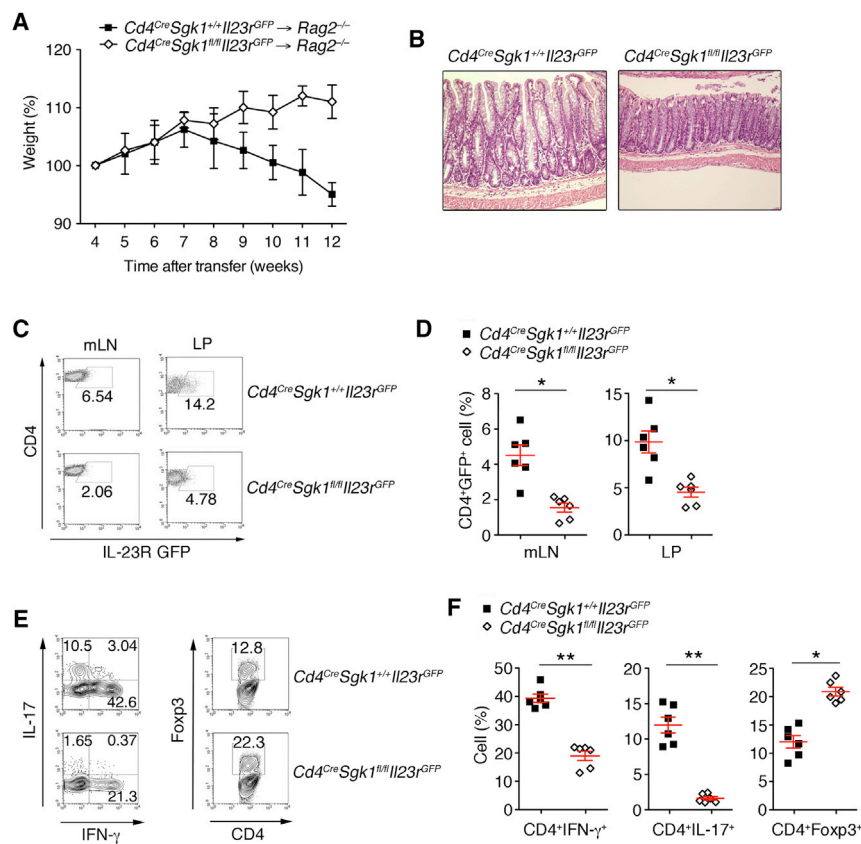 A
Cd4CreSgk1+/+Il23rGFP → Rag2–/–
Cd4CreSgk1fl/flIl23rGFP → Rag2–/–
120
110
100
90
Weight (%)
4 5 6 7 8 9 10 11 12
Time after transfer (weeks)
B
Cd4CreSgk1+/+Il23rGFP
Cd4CreSgk1fl/flIl23rGFP
C
mLN LP
6.54 14.2
Cd4CreSgk1+/+Il23rGFP
2.06 4.78
Cd4CreSgk1fl/flIl23rGFP
CD4
IL-23R GFP
D
Cd4CreSgk1+/+Il23rGFP
Cd4CreSgk1fl/flIl23rGFP
CD4+GFP+ cell (%)
8
6
4
2
0
*
mLN
15
10
5
0
*
LP
E
IL-17
10.5 3.04
42.6
1.65 0.37
21.3
IFN-γ
Foxp3
12.8
22.3
CD4
Cd4CreSgk1+/+Il23rGFP
Cd4CreSgk1fl/flIl23rGFP
F
Cd4CreSgk1+/+Il23rGFP
Cd4CreSgk1fl/flIl23rGFP
Cell (%)
50
40
30
20
10
0
**
CD4+IFN-γ+
20
15
10
5
0
**
CD4+IL-17+
25
20
15
10
5
0
*
CD4+Foxp3+